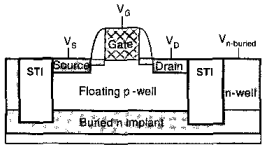 V_G
V_S
V_D
V_n-buried
Gate
STI
Source
Drain
STI
Floating p-well
n-well
Buried n implant